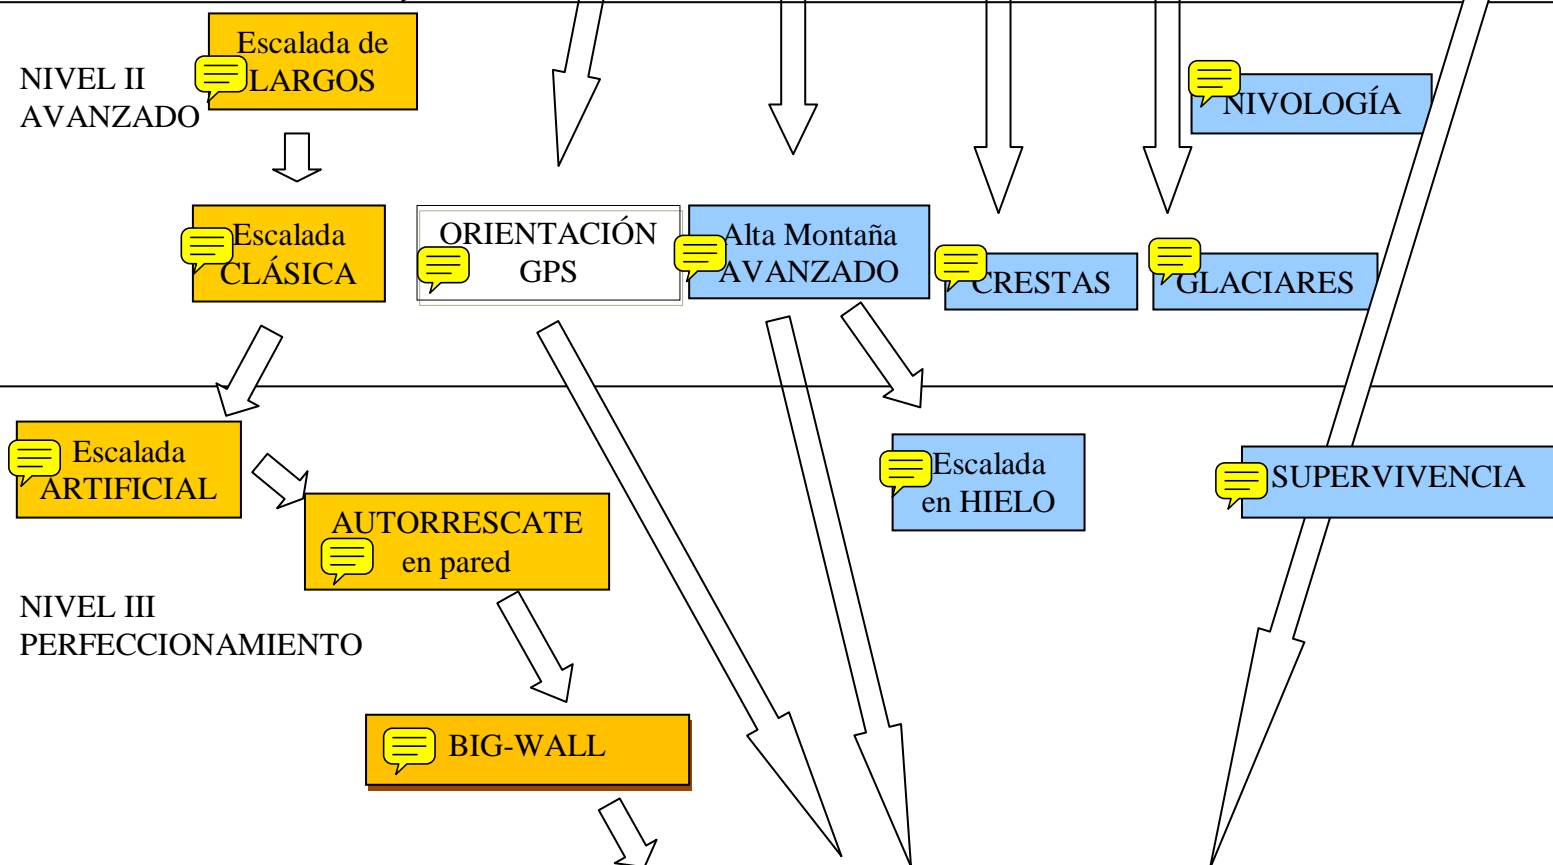 Escalada de
LARGOS
NIVEL II
AVANZADO
NIVOLOGÍA
Escalada
CLÁSICA
ORIENTACIÓN
GPS
Alta Montaña
AVANZADO
CRESTAS
GLACIARES
Escalada
ARTIFICIAL
AUTORRESCATE
en pared
Escalada
en HIELO
SUPERVIVENCIA
NIVEL III
PERFECCIONAMIENTO
BIG-WALL